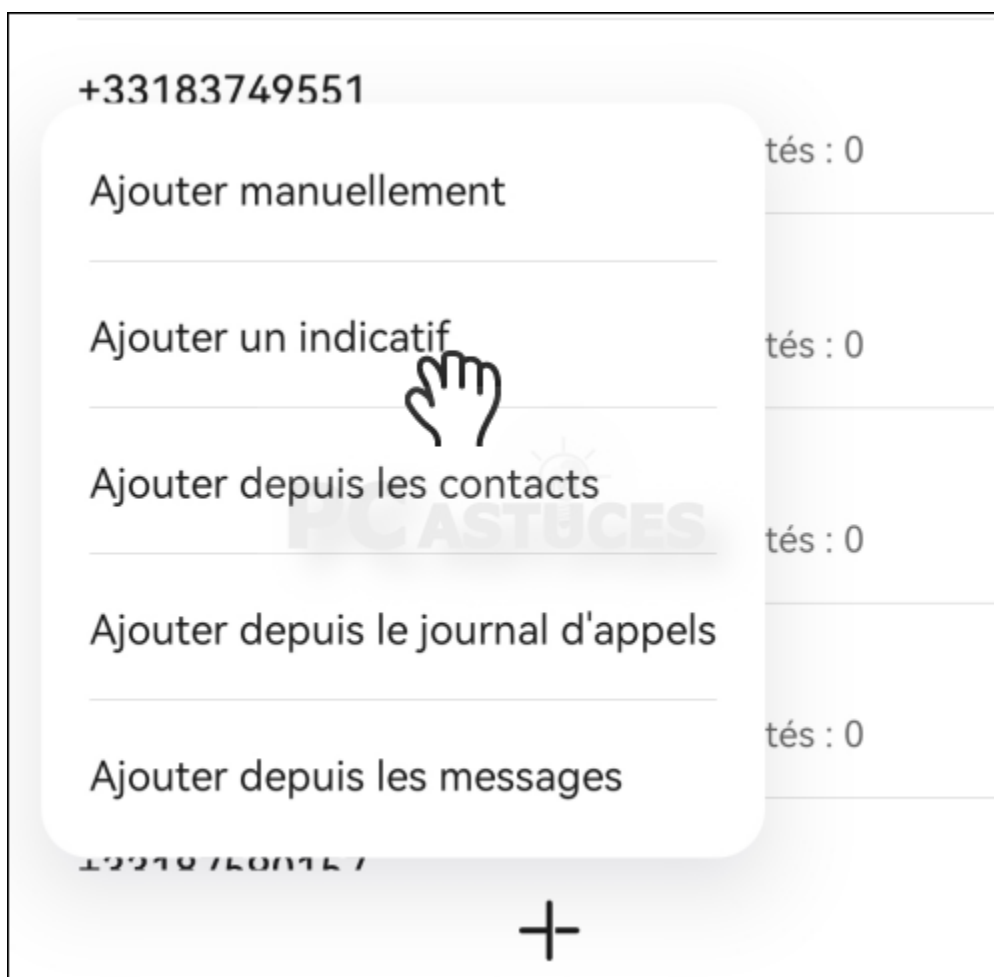 +33183749551
tés : 0
Ajouter manuellement
Ajouter un indicatif
tés : 0
Ajouter depuis les contacts
PC ASTUCES
tés : 0
Ajouter depuis le journal d'appels
tés : 0
Ajouter depuis les messages